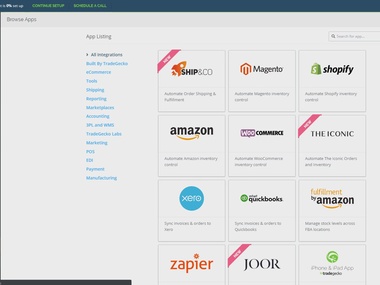 is 0% set up CONTINUE SETUP SCHEDULE A CALL
Browse Apps
App Listing
Search for app...
All Integrations
Built By TradeGecko
eCommerce
Tools
Shipping
Reporting
Marketplaces
Accounting
3PL and WMS
TradeGecko Labs
Marketing
POS
EDI
Payment
Manufacturing
NEW
SHIP&CO
Automate Order Shipping & Fulfillment
Magento
Automate Magento inventory control
shopify
Automate Shopify inventory control
amazon
Automate Amazon inventory control
WOO COMMERCE
Automate WooCommerce inventory control
NEW
THE ICONIC
Automate The Iconic Orders and Inventory
xero
Sync invoices & orders to Xero
quickbooks
Sync invoices & orders to QuickBooks
fulfillment
by amazon
Manage stock levels across FBA locations
zapier
NEW
JOOR
Phone & iPad App
tradegecko